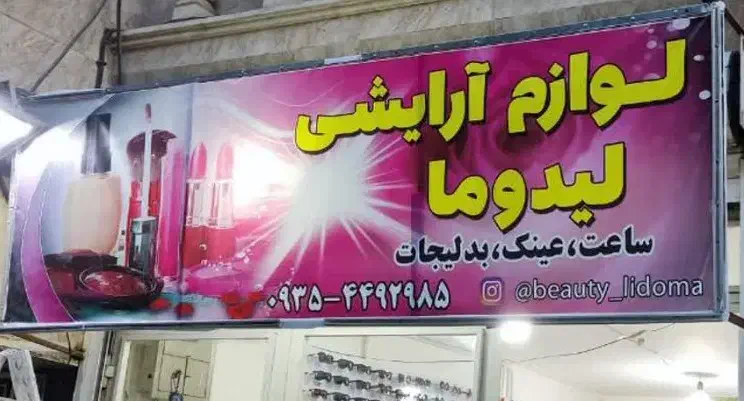 لوازم آرایشی
لیدوما
ساعت، عینک، بدلیجات
۰۹۳۵-۴۴۹۲۹۸۵
@beauty_lidoma